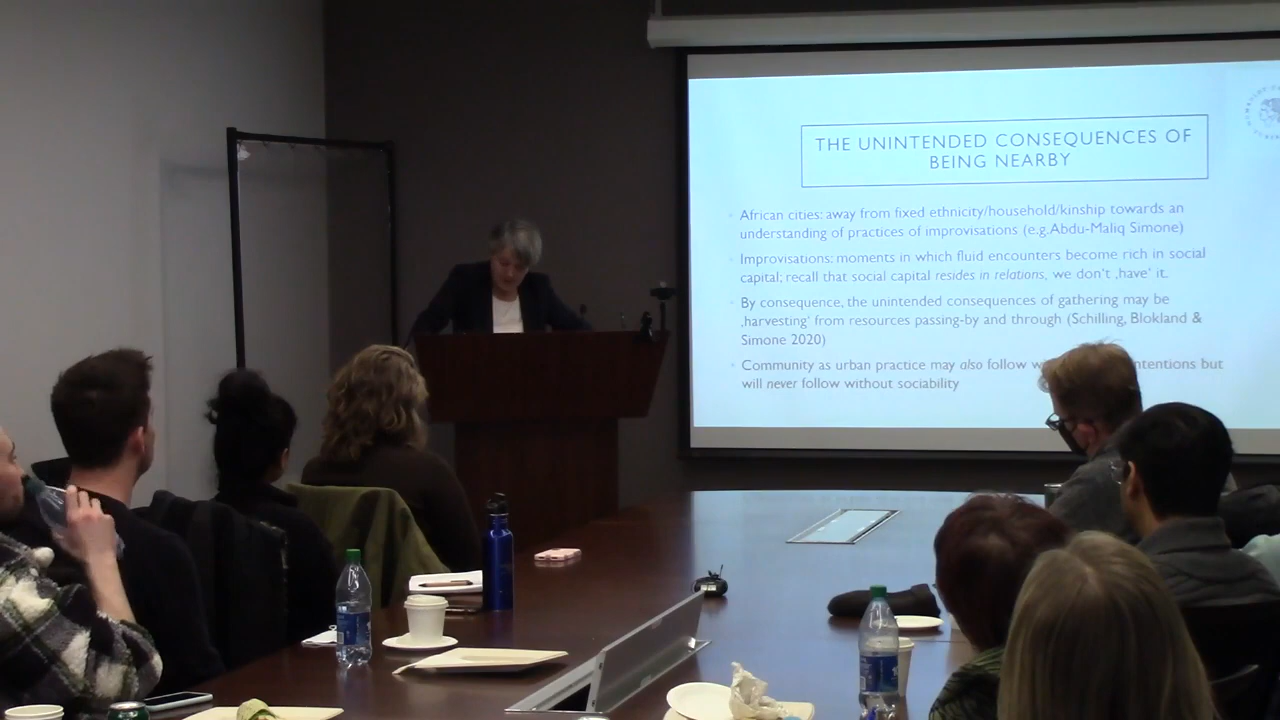 THE UNINTENDED CONSEQUENCES OF
BEING NEARBY
African cities: away from fixed ethnicity/household/kinship towards an
understanding of practices of improvisations (e.g. Abdu-Maliq Simone)
Improvisations: moments in which fluid encounters become rich in social
capital; recall that social capital resides in relations, we don't ‚have' it.
By consequence, the unintended consequences of gathering may be
‚harvesting' from resources passing-by and through (Schilling, Blokland &
Simone 2020)
Community as urban practice may also follow intentions but
will never follow without sociability